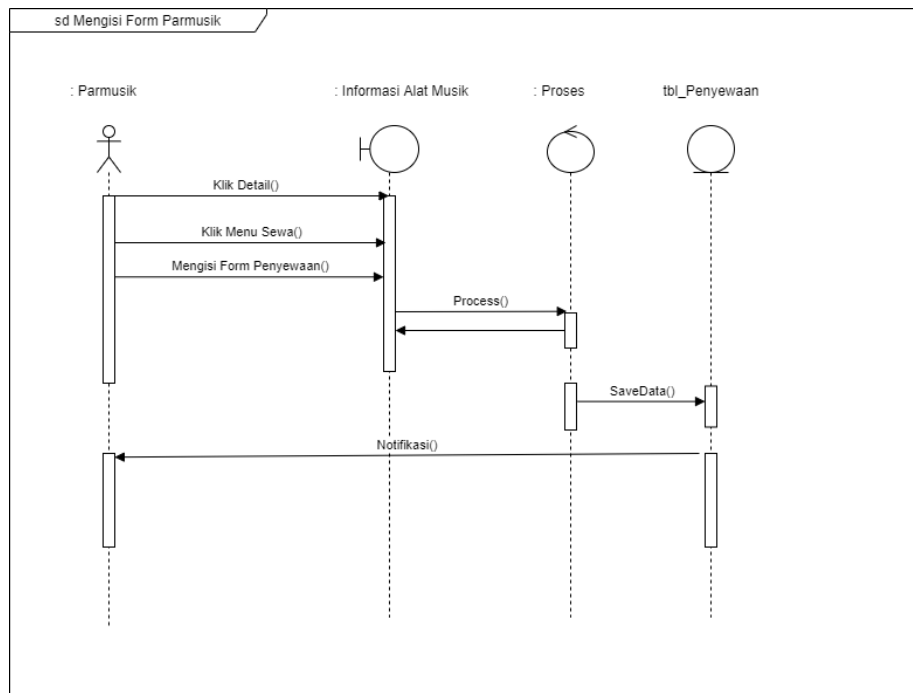 sd Mengisi Form Parmusik
: Parmusik
: Informasi Alat Musik
: Proses
tbl_Penyewaan
Klik Detail()
Klik Menu Sewa()
Mengisi Form Penyewaan()
Process()
SaveData()
Notifikasi()